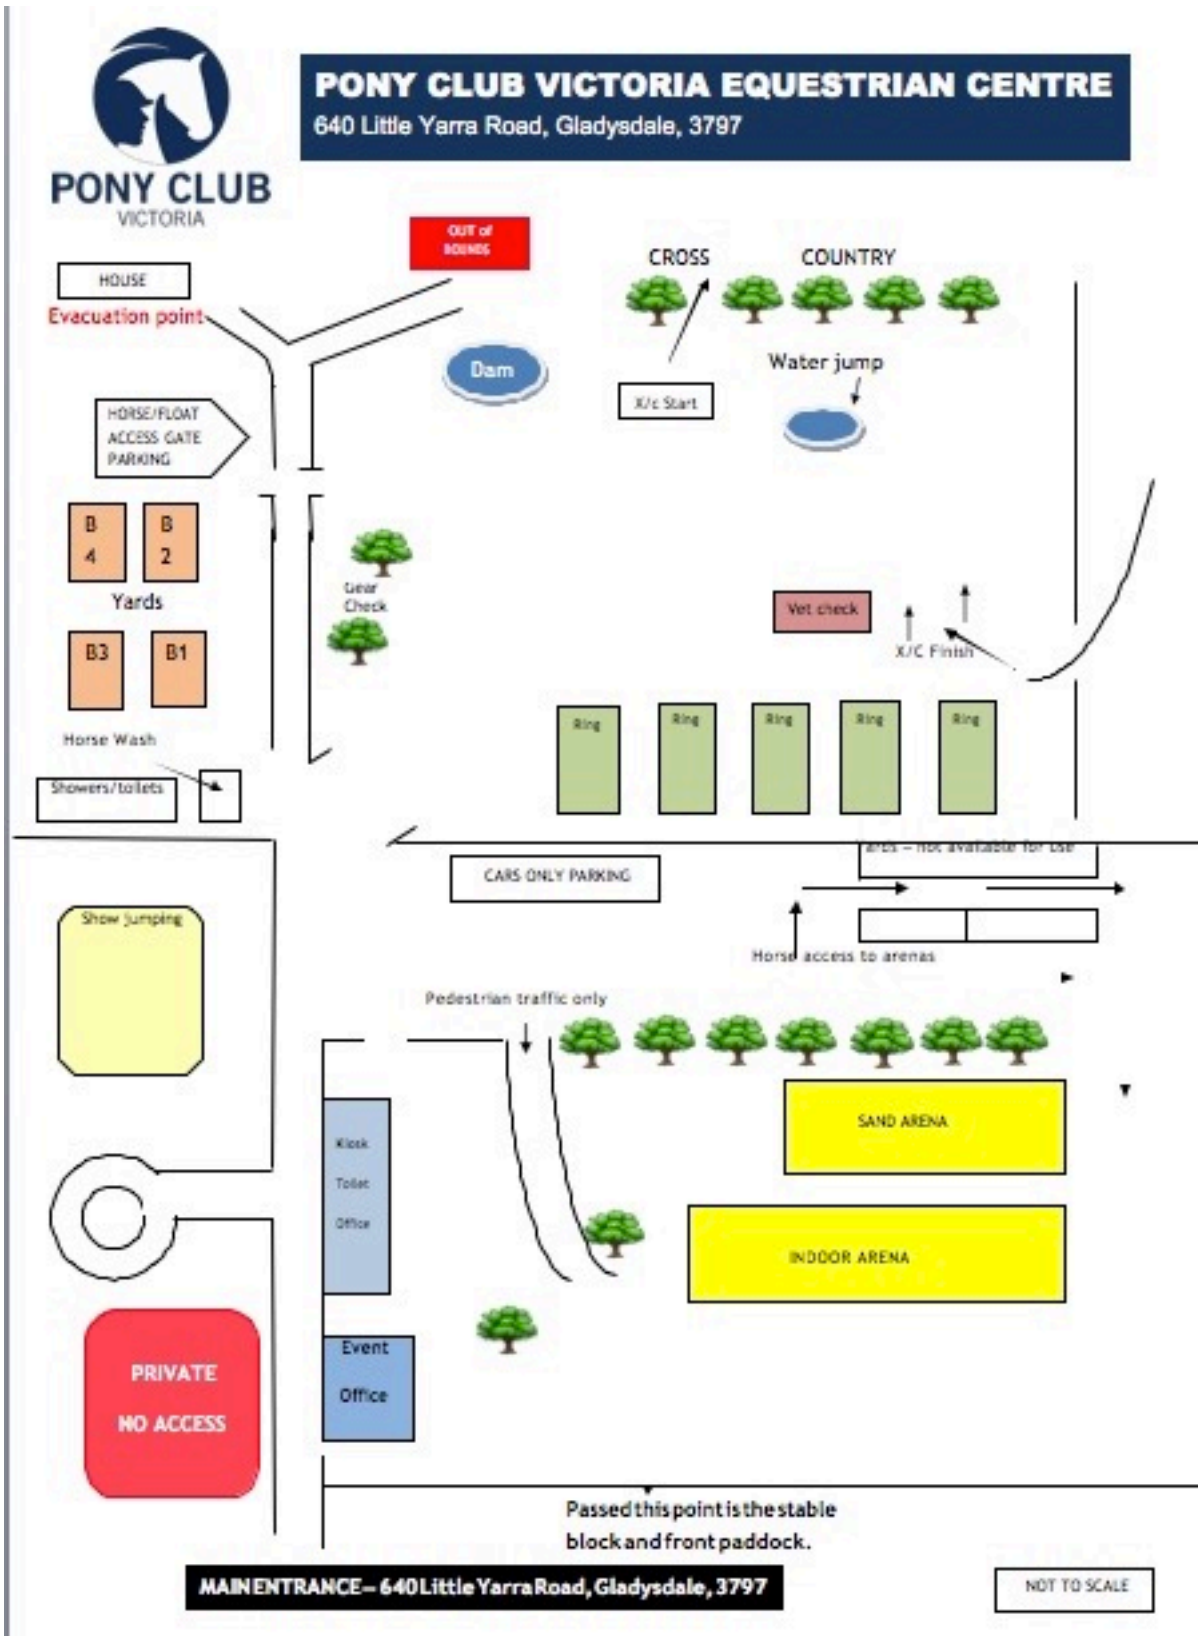 PONY CLUB VICTORIA EQUESTRIAN CENTRE
640 Little Yarra Road, Gladysdale, 3797
PONY CLUB
VICTORIA
OUT of
BOUNDS
CROSS COUNTRY
HOUSE
Evacuation point
Water jump
Dam
X/c Start
HORSE/FLOAT
ACCESS GATE
PARKING
B
4
B
2
Yards
Gear
Check
B3
B1
Vet check
X/C Finish
Ring
Ring
Ring
Ring
Ring
Horse Wash
Showers/toilets
CARS ONLY PARKING
ards – not available for use
Show jumping
Horse access to arenas
Pedestrian traffic only
SAND ARENA
Kiosk
Toilet
Office
INDOOR ARENA
Event
Office
PRIVATE
NO ACCESS
Passed this point is the stable
block and front paddock.
MAIN ENTRANCE – 640 Little Yarra Road, Gladysdale, 3797
NOT TO SCALE